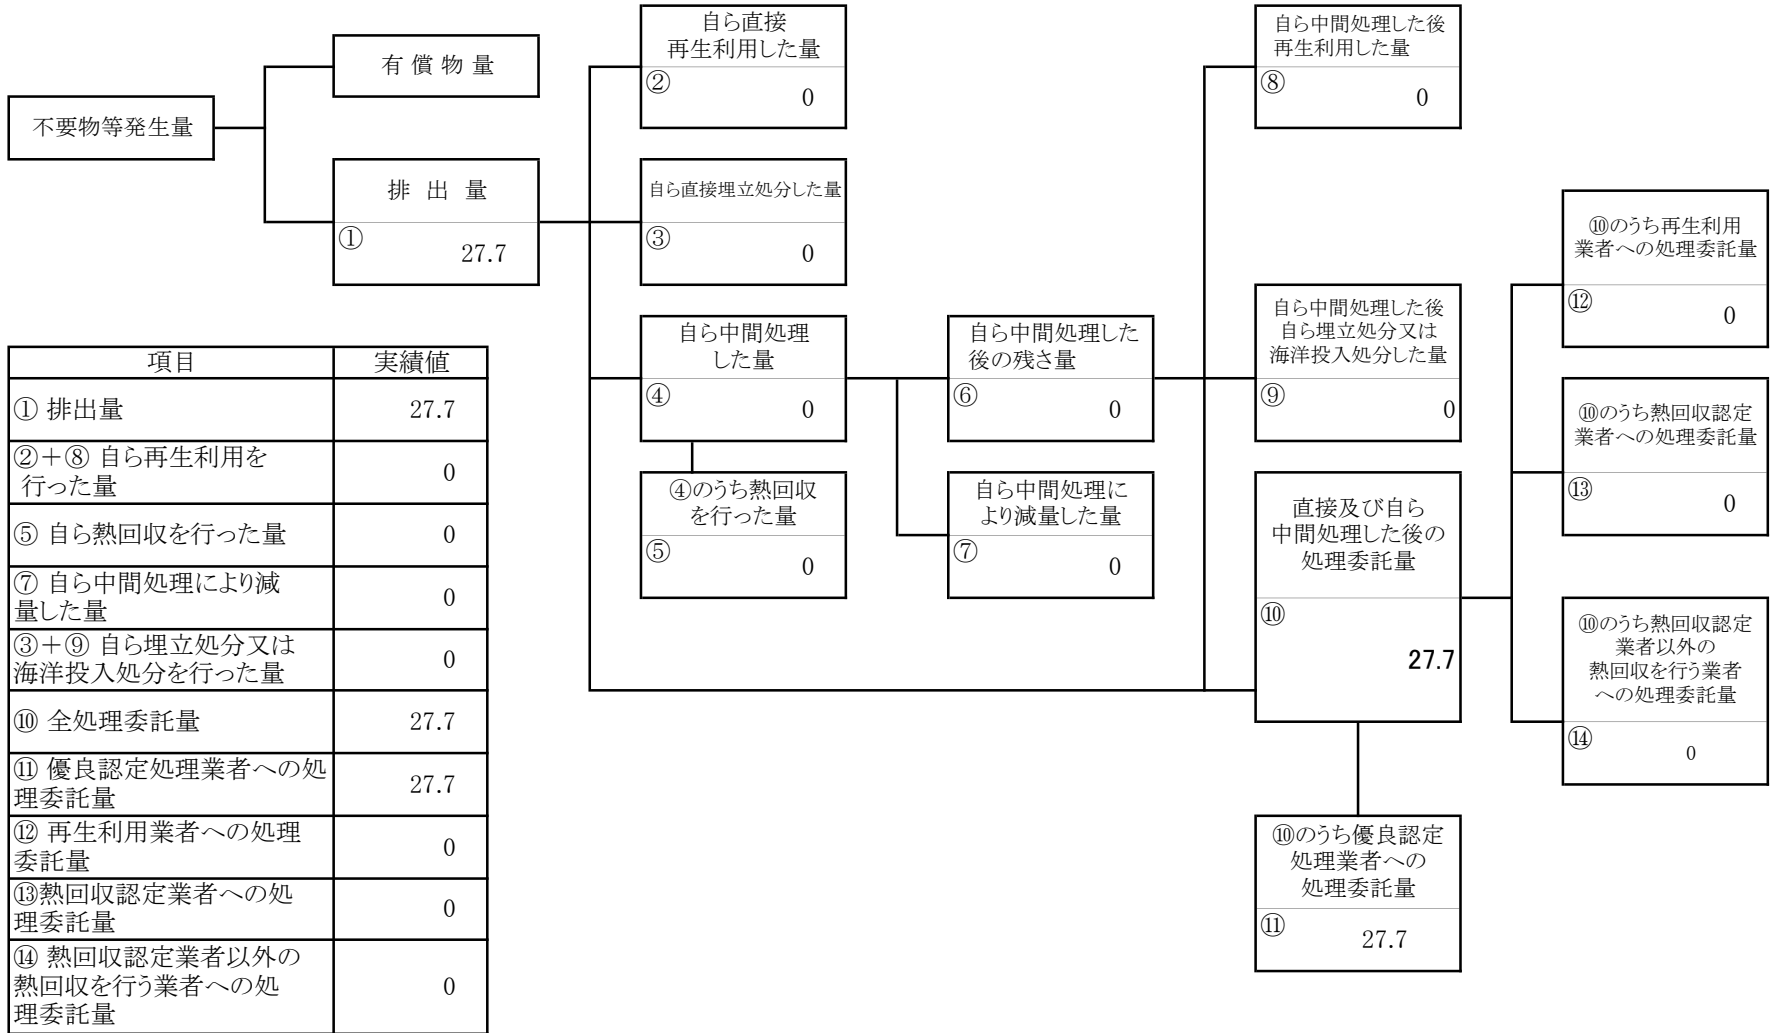 自ら直接
再生利用した量
②
0
自ら中間処理した後
再生利用した量
⑧
0
有 償 物 量
不要物等発生量
排 出 量
①
27.7
自ら直接埋立処分した量
③
0
⑩のうち再生利用
業者への処理委託量
⑫
0
自ら中間処理
した量
④
0
自ら中間処理した
後の残さ量
⑥
0
自ら中間処理した後
自ら埋立処分又は
海洋投入処分した量
⑨
0
⑩のうち熱回収認定
業者への処理委託量
⑬
0
④のうち熱回収
を行った量
⑤
0
自ら中間処理に
より減量した量
⑦
0
直接及び自ら
中間処理した後の
処理委託量
⑩
27.7
⑩のうち熱回収認定
業者以外の
熱回収を行う業者
への処理委託量
⑭
0
⑩のうち優良認定
処理業者への
処理委託量
⑪
27.7
項目 実績値
① 排出量 27.7
②＋⑧ 自ら再生利用を
行った量 0
⑤ 自ら熱回収を行った量 0
⑦ 自ら中間処理により減
量した量 0
③＋⑨ 自ら埋立処分又は
海洋投入処分を行った量 0
⑩ 全処理委託量 27.7
⑪ 優良認定処理業者への処
理委託量 27.7
⑫ 再生利用業者への処理
委託量 0
⑬熱回収認定業者への処
理委託量 0
⑭ 熱回収認定業者以外の
熱回収を行う業者への処
理委託量 0